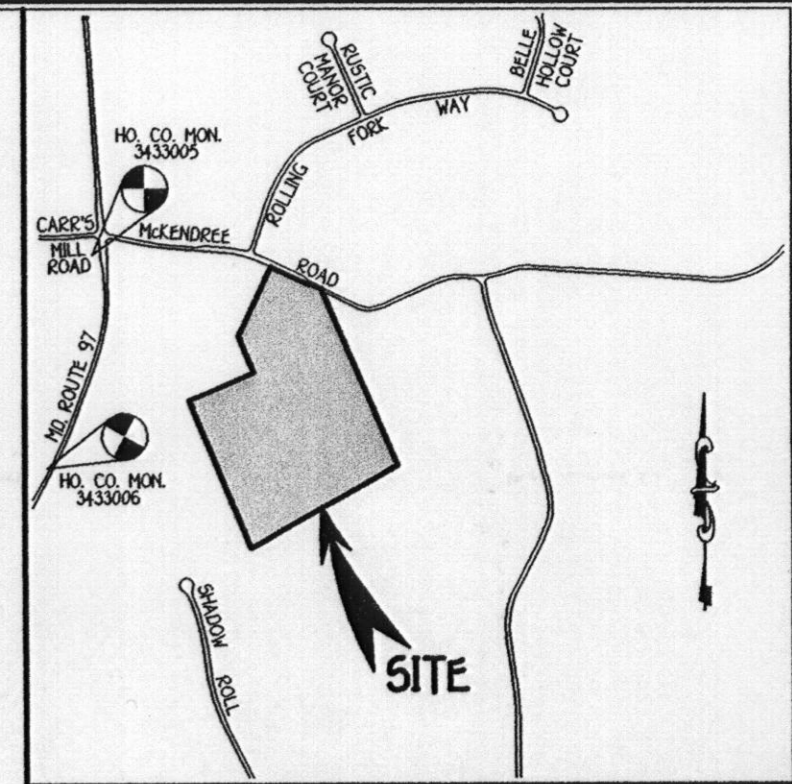 BELLE
HOLLOW
COURT
RUSTIC
MANOR
COURT
ROLLING
FORK
WAY
HO. CO. MON.
3433005
CARR'S
MILL
ROAD
McKENDREE
ROAD
MD. ROUTE 97
HO. CO. MON.
3433006
SHADOW
ROLL
SITE